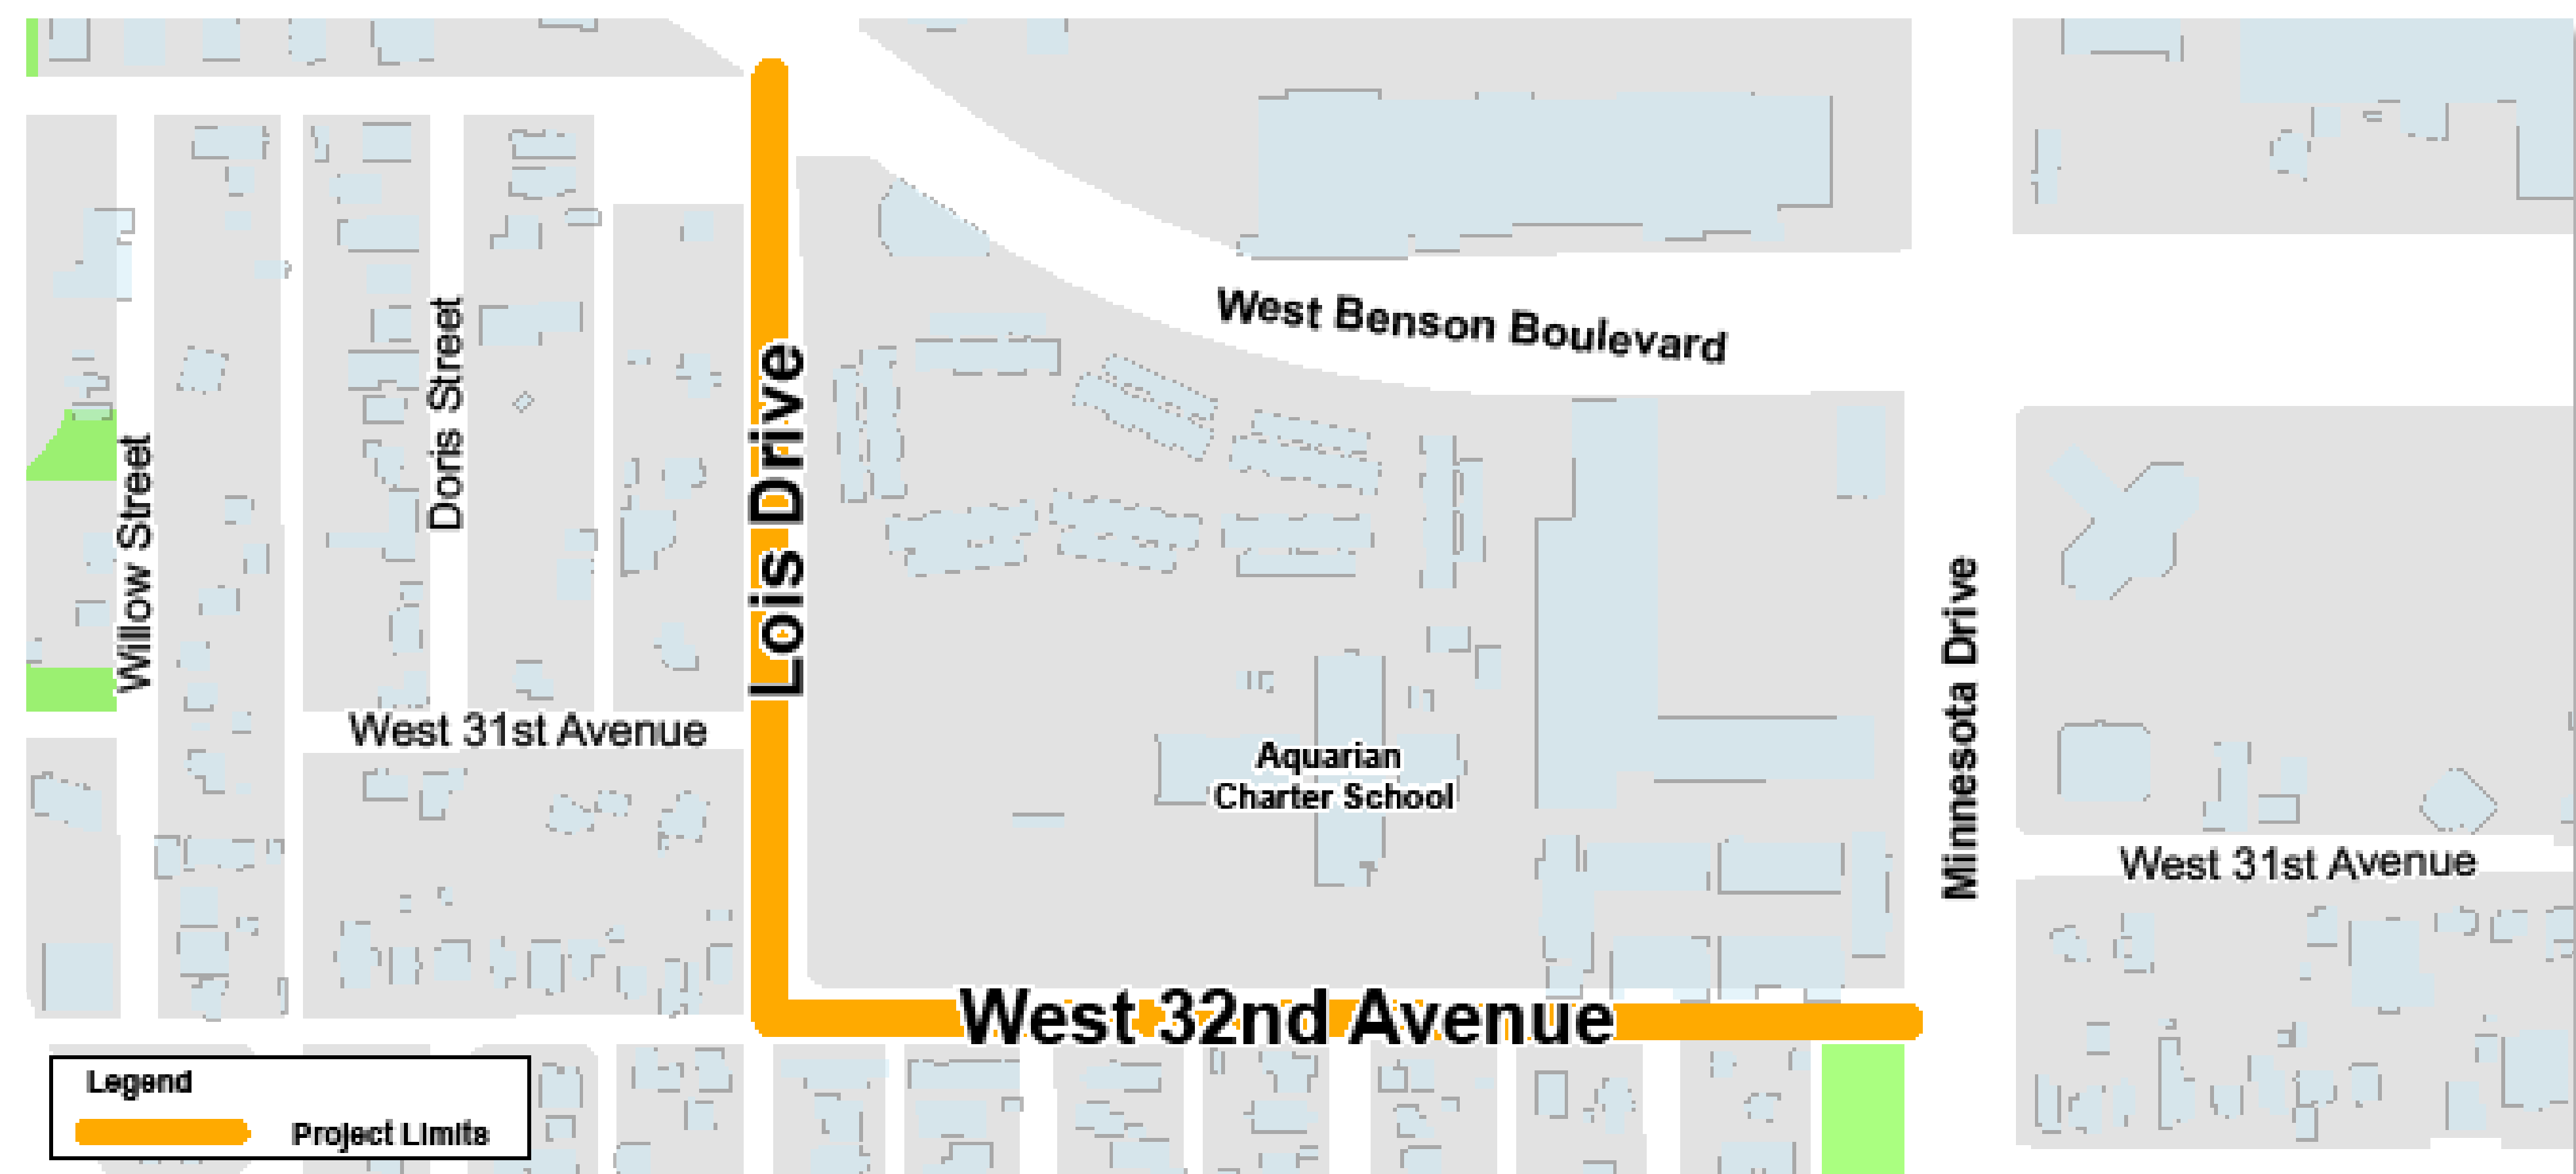 West Benson Boulevard
Doris Street
Lois Drive
Willow Street
Minnesota Drive
West 31st Avenue
Aquarian
Charter School
West 31st Avenue
West 32nd Avenue
Legend
Project Limits